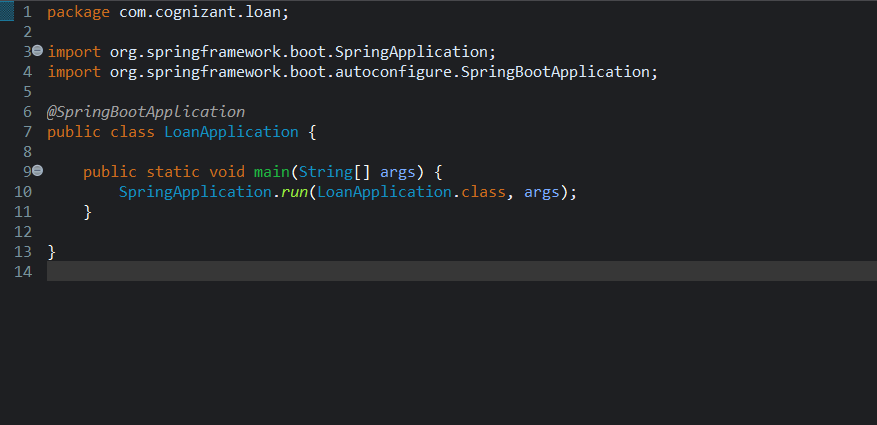 1 package com.cognizant.loan;
2
3 import org.springframework.boot.SpringApplication;
4 import org.springframework.boot.autoconfigure.SpringBootApplication;
5
6 @SpringBootApplication
7 public class LoanApplication {
8
9     public static void main(String[] args) {
10         SpringApplication.run(LoanApplication.class, args);
11     }
12
13 }
14